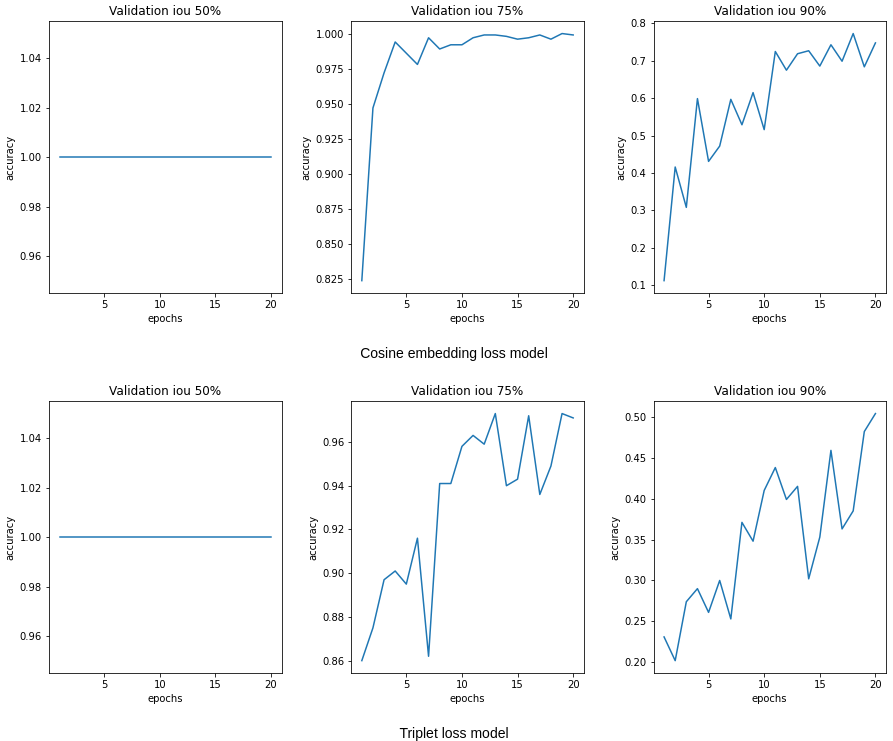 Validation iou 50% Validation iou 75% Validation iou 90%
accuracy
1.04
1.02
1.00
0.98
0.96
5 10 15 20
epochs
accuracy
1.000
0.975
0.950
0.925
0.900
0.875
0.850
0.825
5 10 15 20
epochs
accuracy
0.8
0.7
0.6
0.5
0.4
0.3
0.2
0.1
5 10 15 20
epochs
Cosine embedding loss model
Validation iou 50% Validation iou 75% Validation iou 90%
accuracy
1.04
1.02
1.00
0.98
0.96
5 10 15 20
epochs
accuracy
0.96
0.94
0.92
0.90
0.88
0.86
5 10 15 20
epochs
accuracy
0.50
0.45
0.40
0.35
0.30
0.25
0.20
5 10 15 20
epochs
Triplet loss model